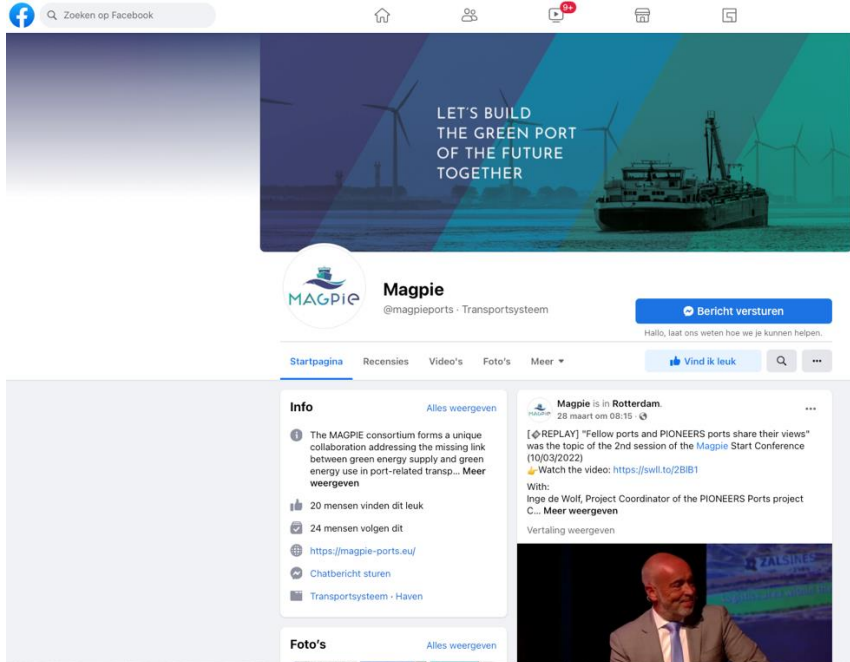 Zoeken op Facebook
9+
LET'S BUILD
THE GREEN PORT
OF THE FUTURE
TOGETHER
MAGPie
Magpie
@magpieports · Transportsysteem
Bericht versturen
Hallo, laat ons weten hoe we je kunnen helpen.
Startpagina Recensies Video's Foto's Meer
Vind ik leuk
Info Alles weergeven
The MAGPIE consortium forms a unique
collaboration addressing the missing link
between green energy supply and green
energy use in port-related transp... Meer
weergeven
20 mensen vinden dit leuk
24 mensen volgen dit
https://magpie-ports.eu/
Chatbericht sturen
Transportsysteem · Haven
Foto's Alles weergeven
MAGPie
Magpie is in Rotterdam.
28 maart om 08:15 ·
[REPLAY] "Fellow ports and PIONEERS ports share their views"
was the topic of the 2nd session of the Magpie Start Conference
(10/03/2022)
Watch the video: https://swll.to/2BlB1
With:
Inge de Wolf, Project Coordinator of the PIONEERS Ports project
C... Meer weergeven
Vertaling weergeven
ZALSINES